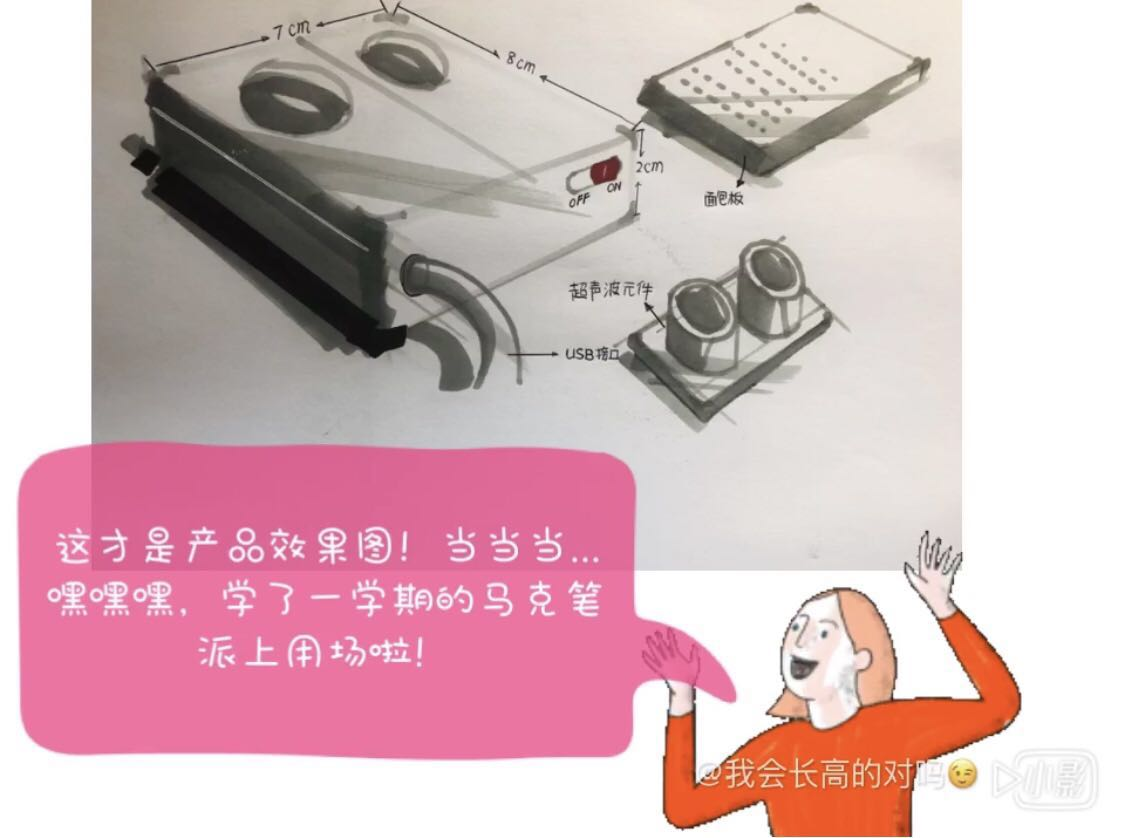 7cm
8cm
2cm
OFF
ON
面包板
超声波元件
USB接口
这才是产品效果图！当当当...
嘿嘿嘿，学了一学期的马克笔
派上用场啦！
@我会长高的对吗😉
小影